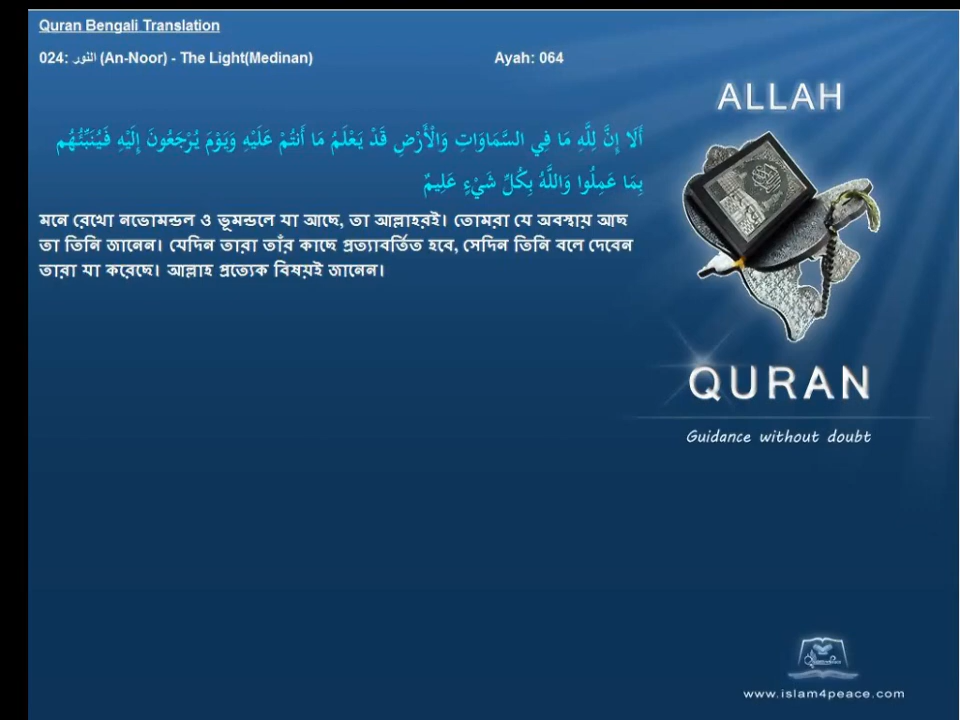 Quran Bengali Translation
024: النور (An-Noor) - The Light(Medinan) Ayah: 064
أَلَا إِنَّ لِلَّهِ مَا فِي السَّمَاوَاتِ وَالْأَرْضِ قَدْ يَعْلَمُ مَا أَنتُمْ عَلَيْهِ وَيَوْمَ يُرْجَعُونَ إِلَيْهِ فَيُنَبِّئُهُم
بِمَا عَمِلُوا وَاللَّهُ بِكُلِّ شَيْءٍ عَلِيمٌ
মনে রেখো নভোমন্ডল ও ভূমন্ডলে যা আছে, তা আল্লাহরই। তোমরা যে অবস্থায় আছ
তা তিনি জানেন। যেদিন তারা তাঁর কাছে প্রত্যাবর্তিত হবে, সেদিন তিনি বলে দেবেন
তারা যা করেছে। আল্লাহ প্রত্যেক বিষয়ই জানেন।
ALLAH
QURAN
Guidance without doubt
www.islam4peace.com